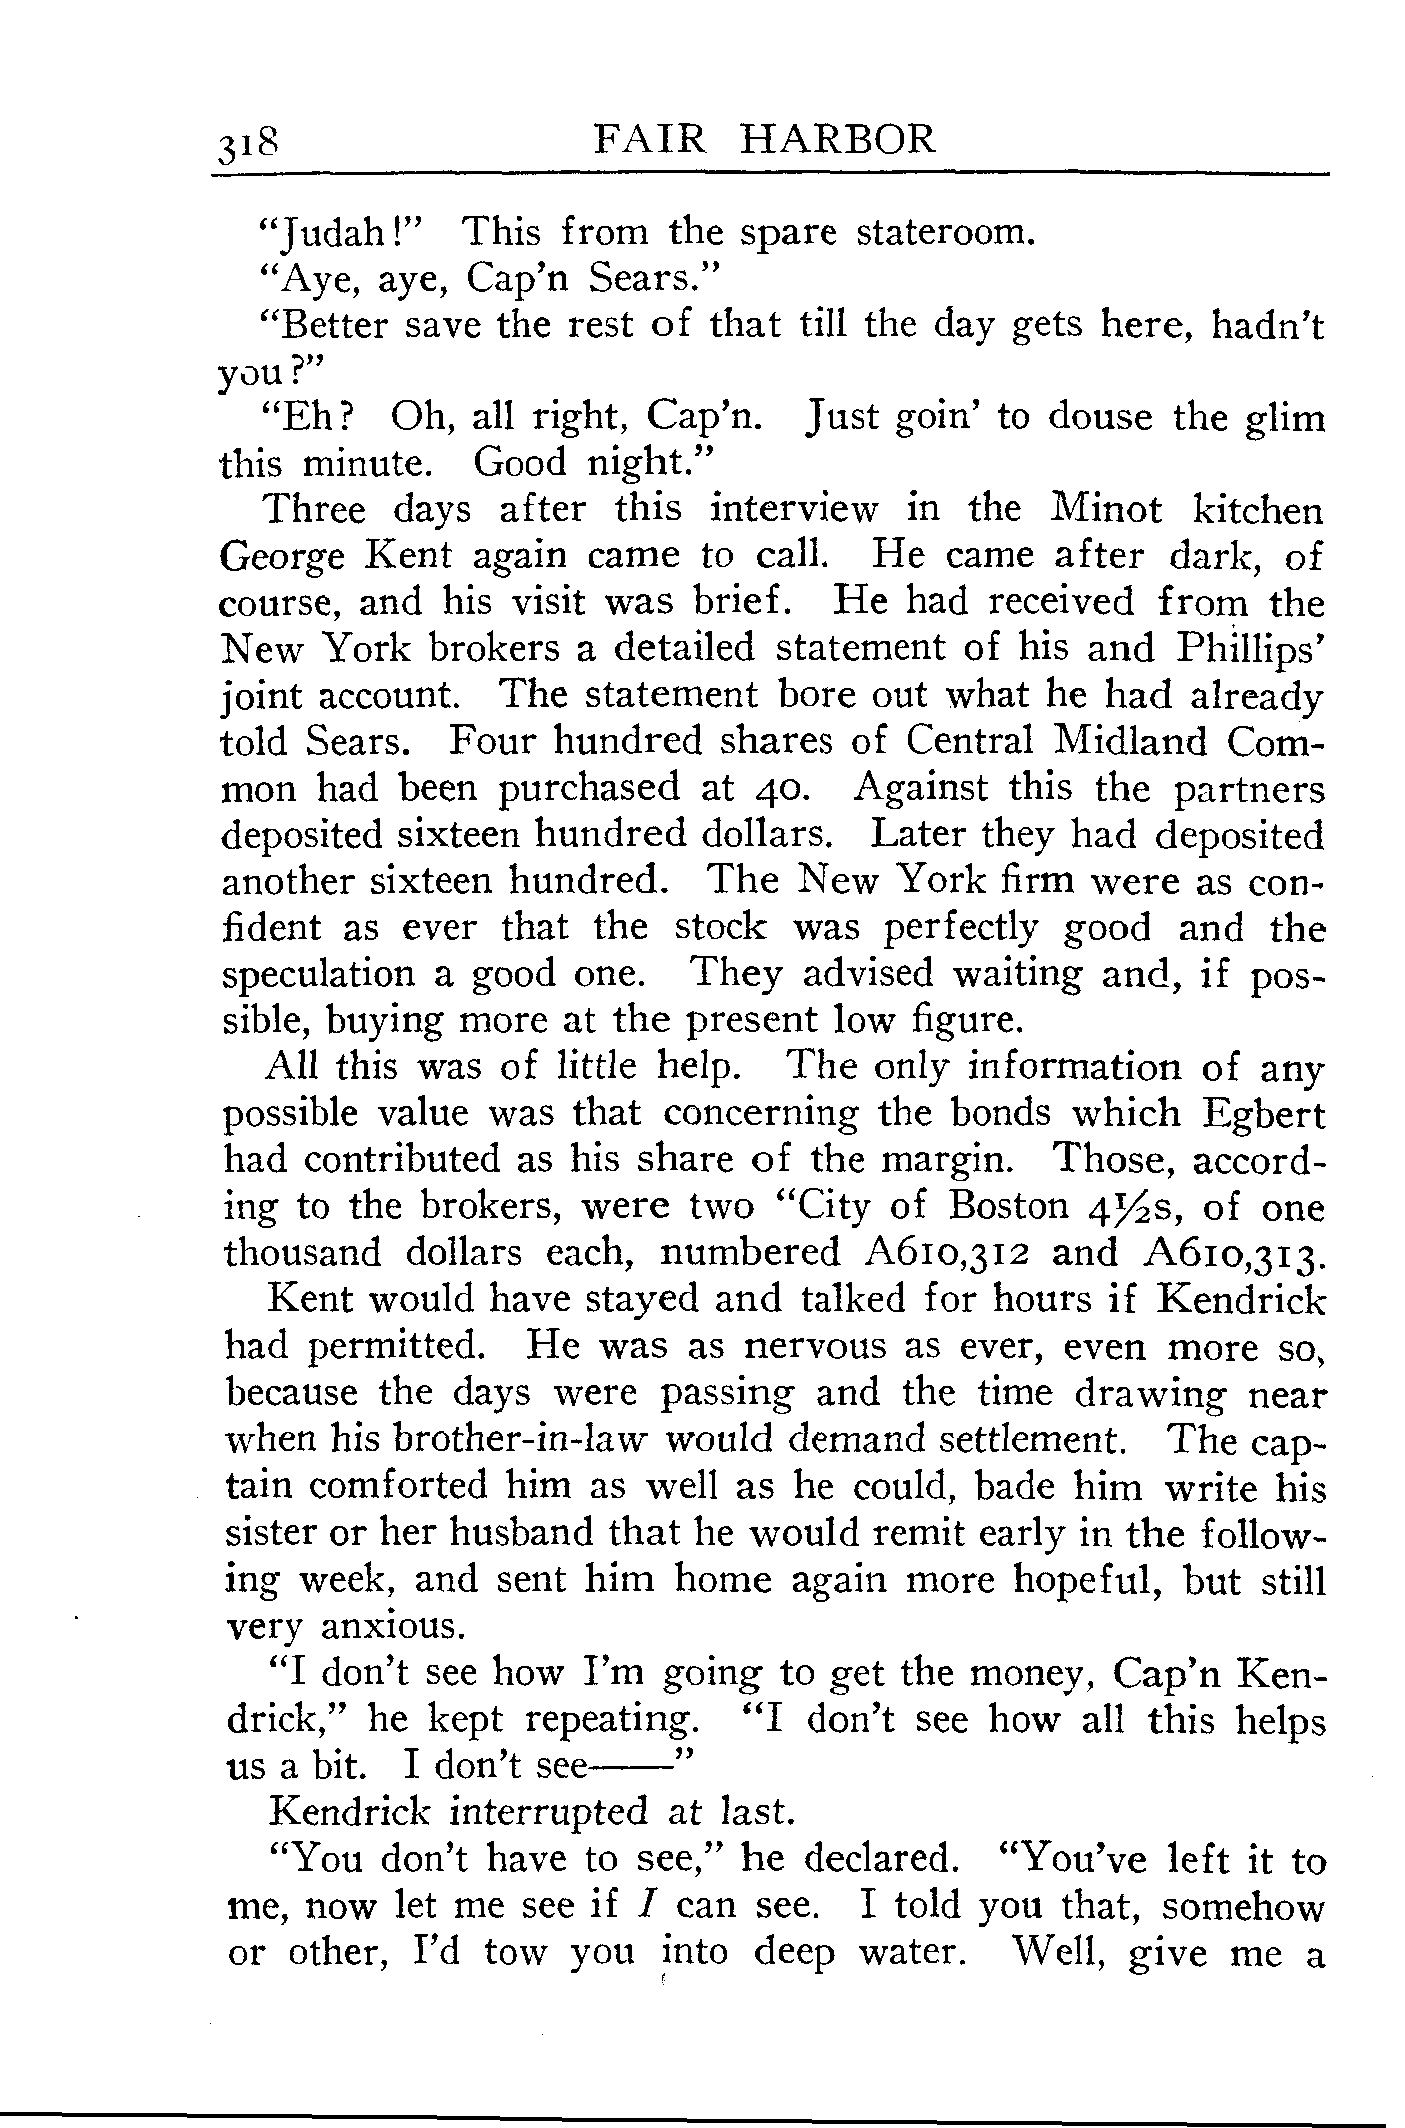 318 FAIR HARBOR
“Judah!” This from the spare stateroom.
“Aye, aye, Cap’n Sears.”
“Better save the rest of that till the day gets here, hadn’t
you?”
“Eh? Oh, all right, Cap’n. Just goin’ to douse the glim
this minute. Good night.”
Three days after this interview in the Minot kitchen
George Kent again came to call. He came after dark, of
course, and his visit was brief. He had received from the
New York brokers a detailed statement of his and Phillips’
joint account. The statement bore out what he had already
told Sears. Four hundred shares of Central Midland Com-
mon had been purchased at 40. Against this the partners
deposited sixteen hundred dollars. Later they had deposited
another sixteen hundred. The New York firm were as con-
fident as ever that the stock was perfectly good and the
speculation a good one. They advised waiting and, if pos-
sible, buying more at the present low figure.
All this was of little help. The only information of any
possible value was that concerning the bonds which Egbert
had contributed as his share of the margin. Those, accord-
ing to the brokers, were two “City of Boston 4½s, of one
thousand dollars each, numbered A610,312 and A610,313.
Kent would have stayed and talked for hours if Kendrick
had permitted. He was as nervous as ever, even more so,
because the days were passing and the time drawing near
when his brother-in-law would demand settlement. The cap-
tain comforted him as well as he could, bade him write his
sister or her husband that he would remit early in the follow-
ing week, and sent him home again more hopeful, but still
very anxious.
“I don’t see how I’m going to get the money, Cap’n Ken-
drick,” he kept repeating. “I don’t see how all this helps
us a bit. I don’t see——”
Kendrick interrupted at last.
“You don’t have to see,” he declared. “You’ve left it to
me, now let me see if I can see. I told you that, somehow
or other, I’d tow you into deep water. Well, give me a